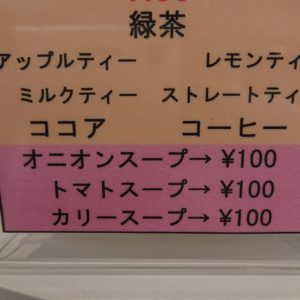 緑茶
アップルティー レモンティ
ミルクティー ストレートティ
ココア コーヒー
オニオンスープ→ ¥100
トマトスープ→ ¥100
カリースープ→ ¥100